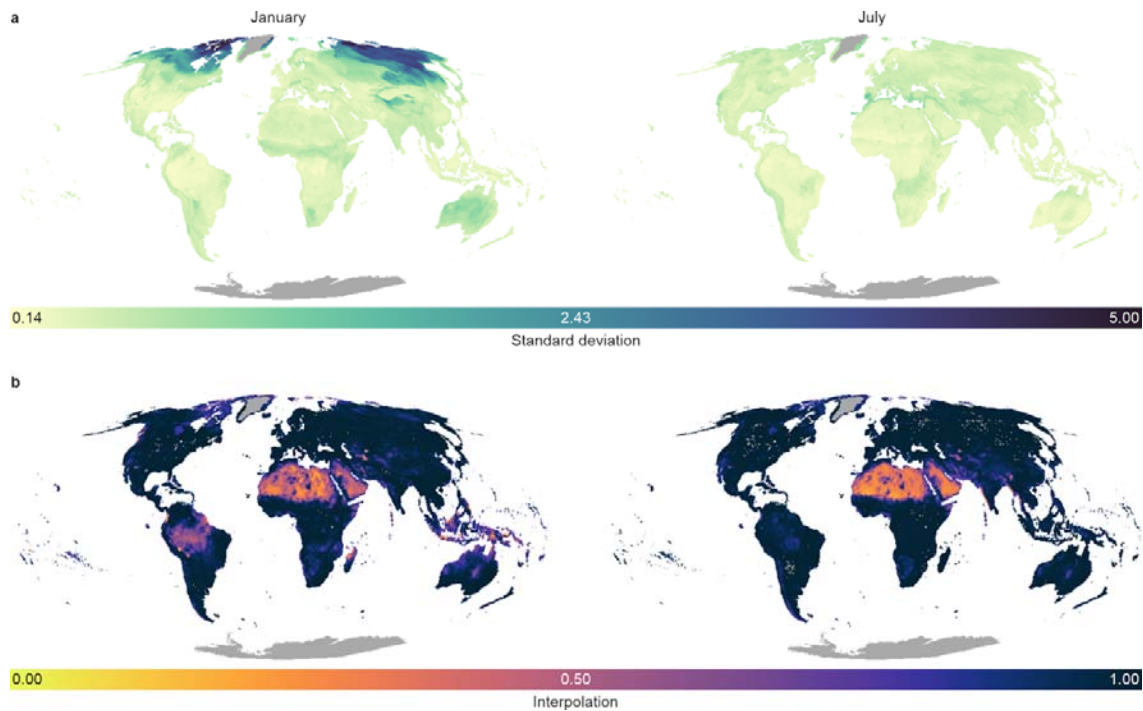 a
January
July
0.14 2.43 5.00
Standard deviation
b
0.00 0.50 1.00
Interpolation